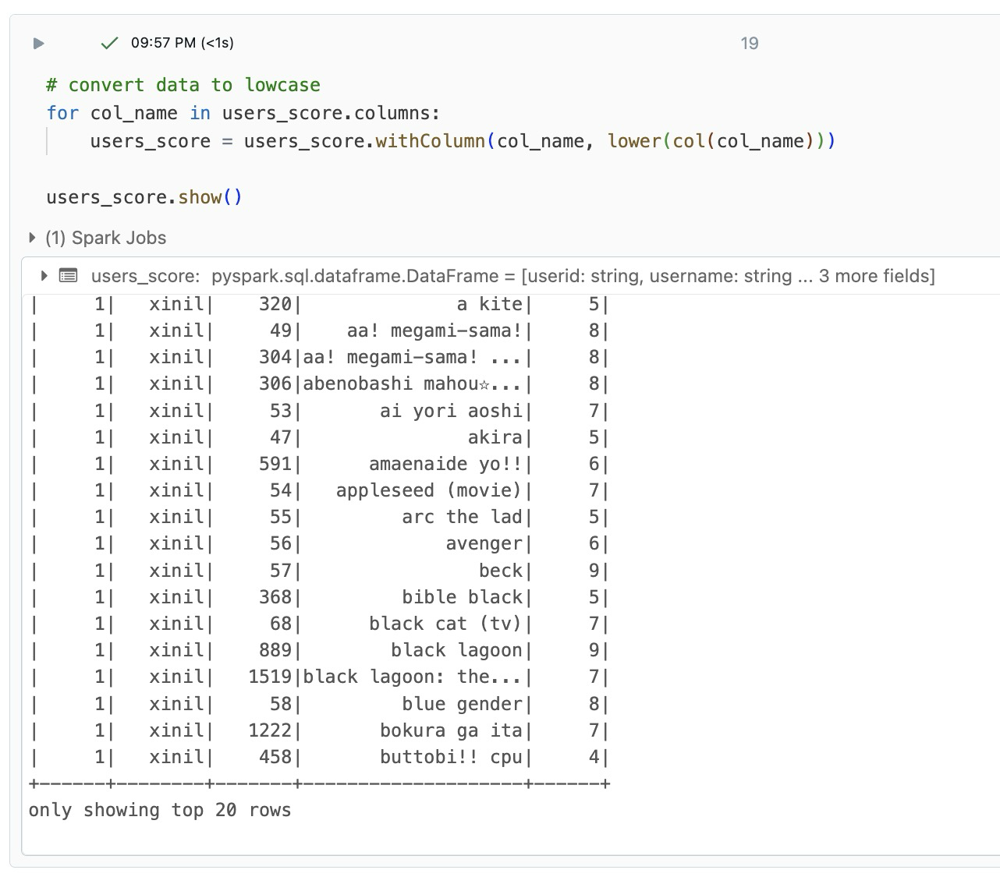 09:57 PM (<1s) 19
# convert data to lowcase
for col_name in users_score.columns:
    users_score = users_score.withColumn(col_name, lower(col(col_name)))
users_score.show()
(1) Spark Jobs
users_score: pyspark.sql.dataframe.DataFrame = [userid: string, username: string ... 3 more fields]
|     1|   xinil|    320|              a kite|     5|
|     1|   xinil|     49|    aa! megami-sama!|     8|
|     1|   xinil|    304|aa! megami-sama! ...|     8|
|     1|   xinil|    306|abenobashi mahou☆...|     8|
|     1|   xinil|     53|       ai yori aoshi|     7|
|     1|   xinil|     47|               akira|     5|
|     1|   xinil|    591|      amaenaide yo!!|     6|
|     1|   xinil|     54|   appleseed (movie)|     7|
|     1|   xinil|     55|         arc the lad|     5|
|     1|   xinil|     56|             avenger|     6|
|     1|   xinil|     57|                beck|     9|
|     1|   xinil|    368|         bible black|     5|
|     1|   xinil|     68|      black cat (tv)|     7|
|     1|   xinil|    889|        black lagoon|     9|
|     1|   xinil|   1519|black lagoon: the...|     7|
|     1|   xinil|     58|         blue gender|     8|
|     1|   xinil|   1222|       bokura ga ita|     7|
|     1|   xinil|    458|       buttobi!! cpu|     4|
+------+--------+-------+--------------------+------+
only showing top 20 rows